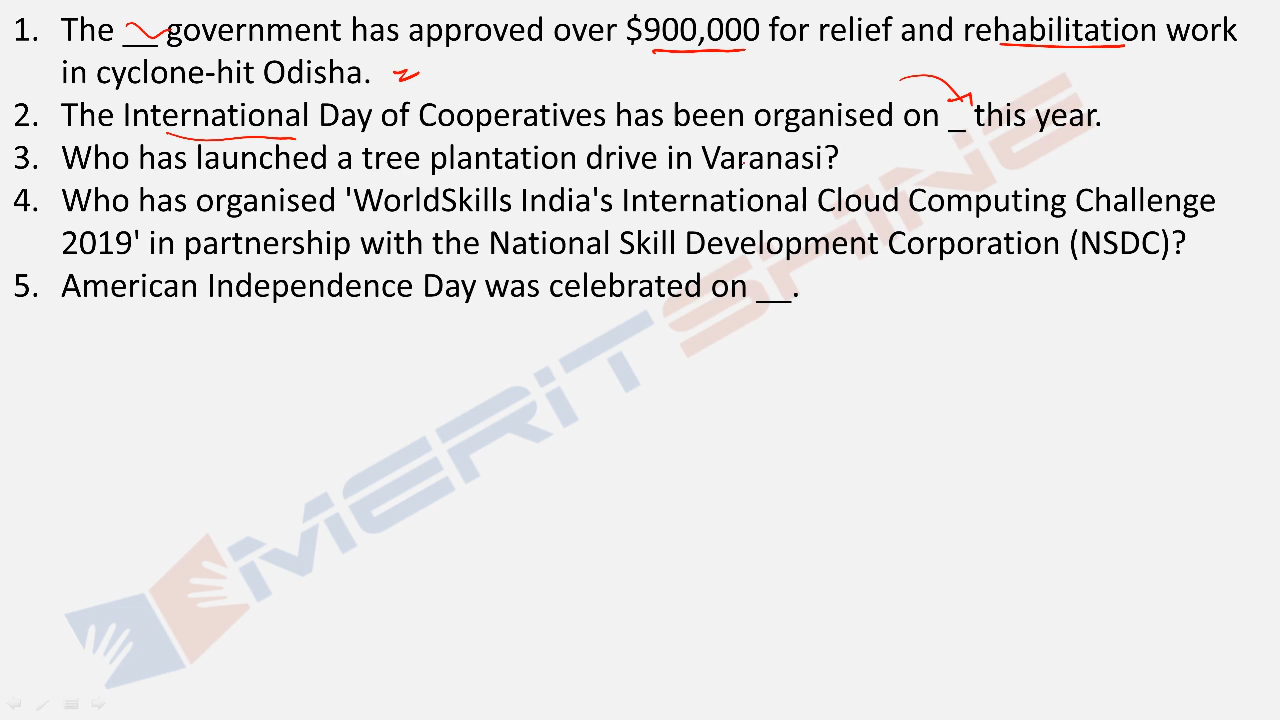 1. The __ government has approved over $900,000 for relief and rehabilitation work
in cyclone-hit Odisha.
2. The International Day of Cooperatives has been organised on _ this year.
3. Who has launched a tree plantation drive in Varanasi?
4. Who has organised 'WorldSkills India's International Cloud Computing Challenge
2019' in partnership with the National Skill Development Corporation (NSDC)?
5. American Independence Day was celebrated on __.
MERITSPINE